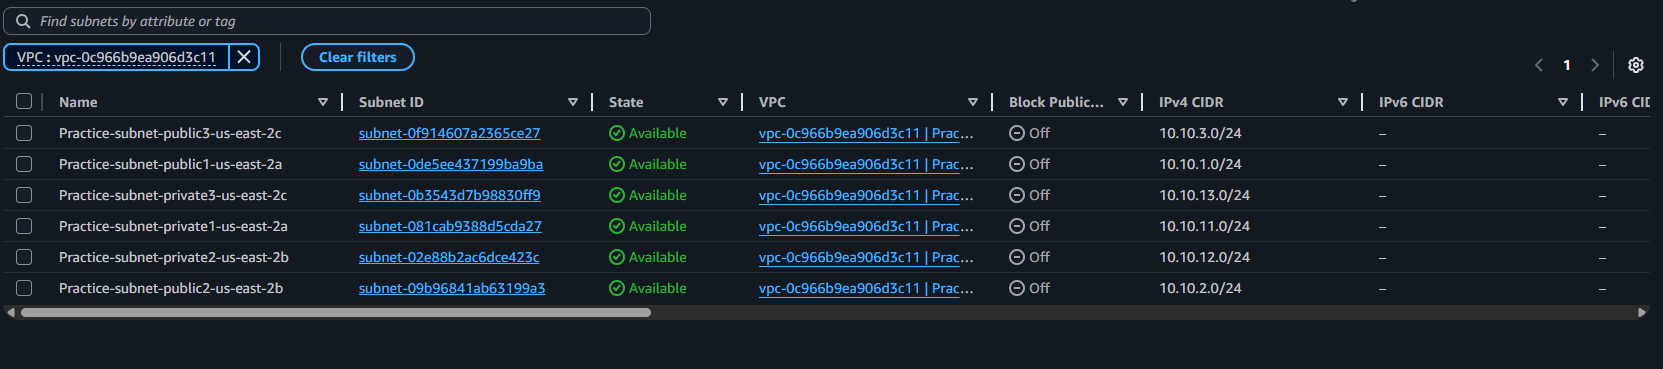 Find subnets by attribute or tag
VPC : vpc-0c966b9ea906d3c11
Clear filters
1
Name Subnet ID State VPC Block Public... IPv4 CIDR IPv6 CIDR IPv6 CID
Practice-subnet-public3-us-east-2c subnet-0f914607a2365ce27 Available vpc-0c966b9ea906d3c11 | Prac... Off 10.10.3.0/24 – –
Practice-subnet-public1-us-east-2a subnet-0de5ee437199ba9ba Available vpc-0c966b9ea906d3c11 | Prac... Off 10.10.1.0/24 – –
Practice-subnet-private3-us-east-2c subnet-0b3543d7b98830ff9 Available vpc-0c966b9ea906d3c11 | Prac... Off 10.10.13.0/24 – –
Practice-subnet-private1-us-east-2a subnet-081cab9388d5cda27 Available vpc-0c966b9ea906d3c11 | Prac... Off 10.10.11.0/24 – –
Practice-subnet-private2-us-east-2b subnet-02e88b2ac6dce423c Available vpc-0c966b9ea906d3c11 | Prac... Off 10.10.12.0/24 – –
Practice-subnet-public2-us-east-2b subnet-09b96841ab63199a3 Available vpc-0c966b9ea906d3c11 | Prac... Off 10.10.2.0/24 – –